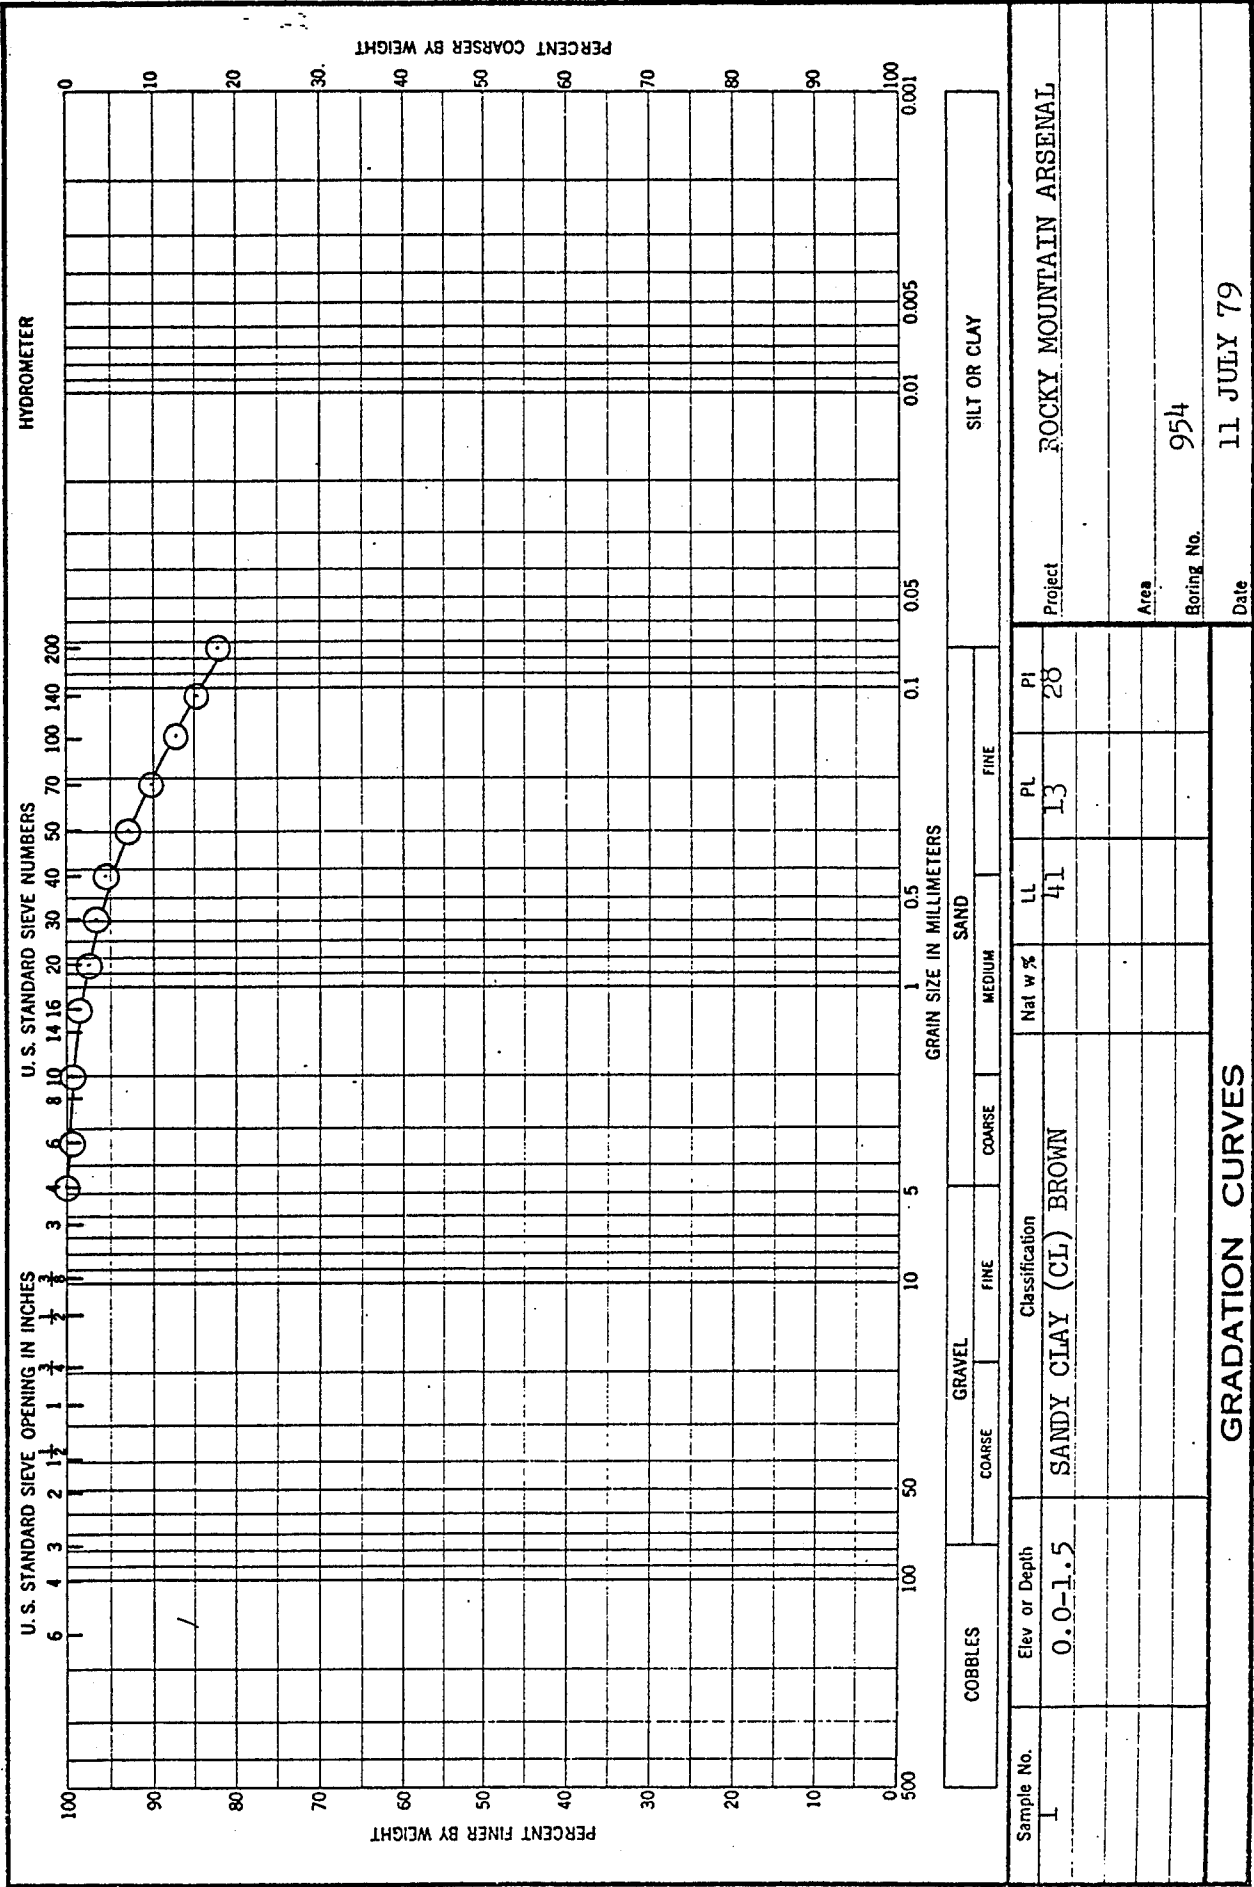 U. S. STANDARD SIEVE OPENING IN INCHES
U. S. STANDARD SIEVE NUMBERS
HYDROMETER
6 4 3 2 1½ 1 ¾ ½ ⅜ 3 4 6 8 10 14 16 20 30 40 50 70 100 140 200
PERCENT FINER BY WEIGHT
100
90
80
70
60
50
40
30
20
10
0
PERCENT COARSER BY WEIGHT
0
10
20
30.
40
50
60
70
80
90
100
500 100 50 10 5 1 0.5 0.1 0.05 0.01 0.005 0.001
GRAIN SIZE IN MILLIMETERS
COBBLES
GRAVEL
COARSE FINE
SAND
COARSE MEDIUM FINE
SILT OR CLAY
Sample No. Elev or Depth Classification Nat w % LL PL PI
1 0.0-1.5 SANDY CLAY (CL) BROWN 41 13 28
Project ROCKY MOUNTAIN ARSENAL
Area
Boring No. 954
Date 11 JULY 79
GRADATION CURVES